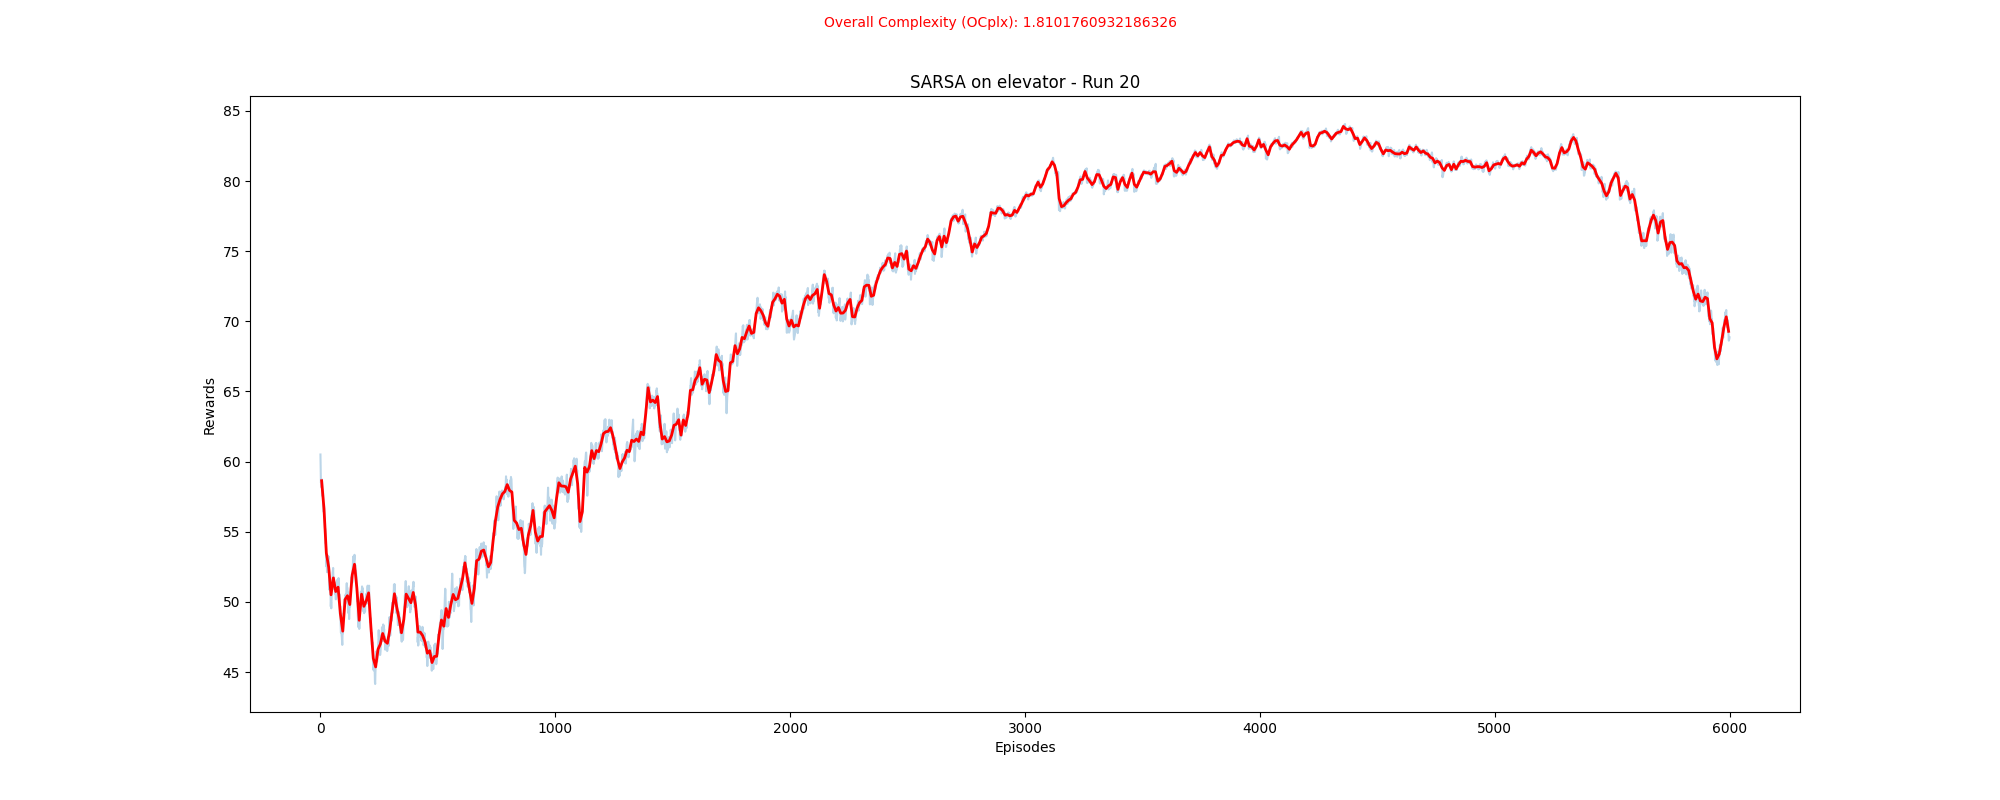 Overall Complexity (OCplx): 1.8101760932186326
SARSA on elevator - Run 20
85
80
75
70
65
60
55
50
45
Rewards
0 1000 2000 3000 4000 5000 6000
Episodes